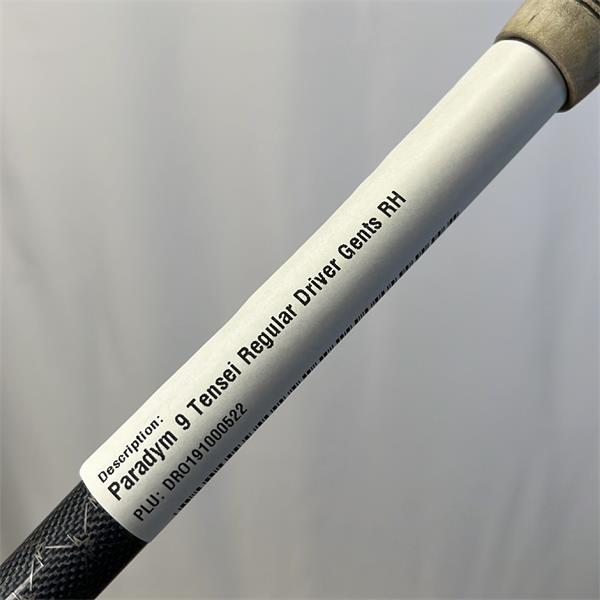 Description:
Paradym 9 Tensei Regular Driver Gents RH
PLU: DRO191000522